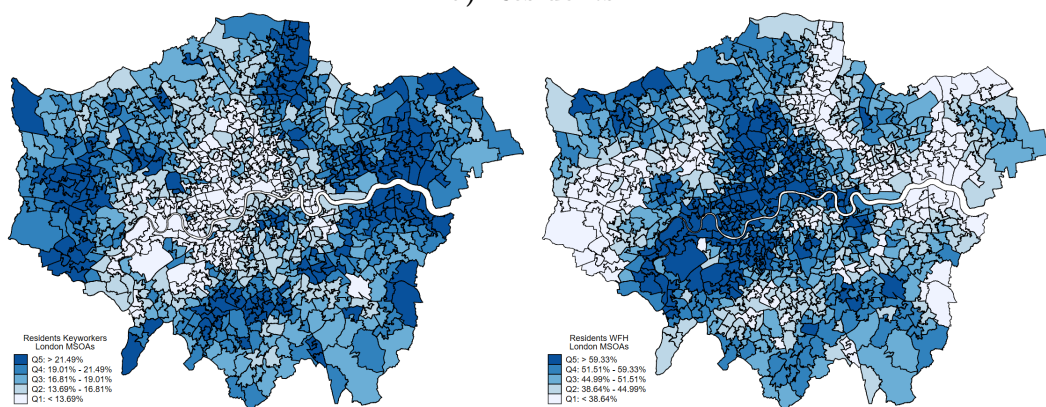 Residents Keyworkers
London MSOAs
Q5: > 21.49%
Q4: 19.01% - 21.49%
Q3: 16.81% - 19.01%
Q2: 13.69% - 16.81%
Q1: < 13.69%
Residents WFH
London MSOAs
Q5: > 59.33%
Q4: 51.51% - 59.33%
Q3: 44.99% - 51.51%
Q2: 38.64% - 44.99%
Q1: < 38.64%